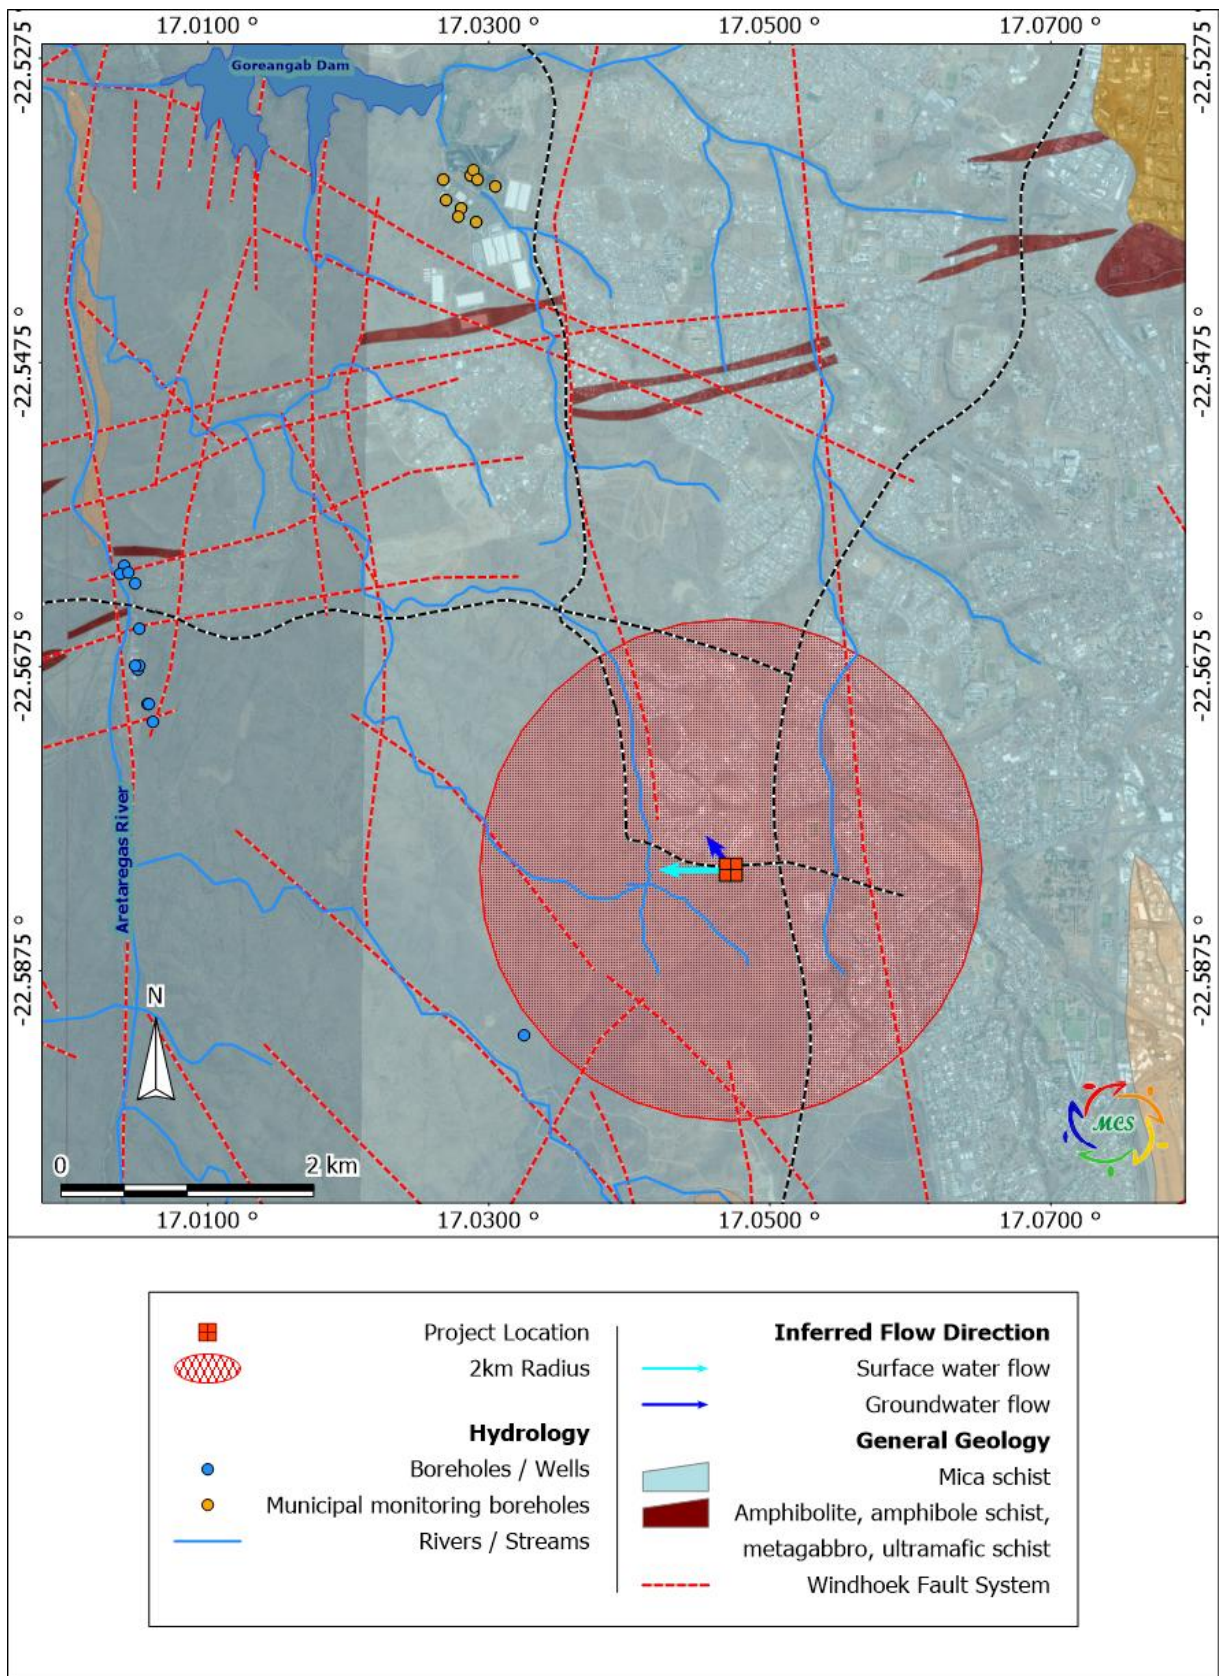 17.0100 °
17.0300 °
17.0500 °
17.0700 °
-22.5275 °
-22.5275 °
Goreangab Dam
-22.5475 °
-22.5475 °
-22.5675 °
-22.5675 °
Aretaregas River
-22.5875 °
-22.5875 °
N
MCS
0
2 km
17.0100 °
17.0300 °
17.0500 °
17.0700 °
Project Location
2km Radius
Hydrology
Boreholes / Wells
Municipal monitoring boreholes
Rivers / Streams
Inferred Flow Direction
Surface water flow
Groundwater flow
General Geology
Mica schist
Amphibolite, amphibole schist,
metagabbro, ultramafic schist
Windhoek Fault System